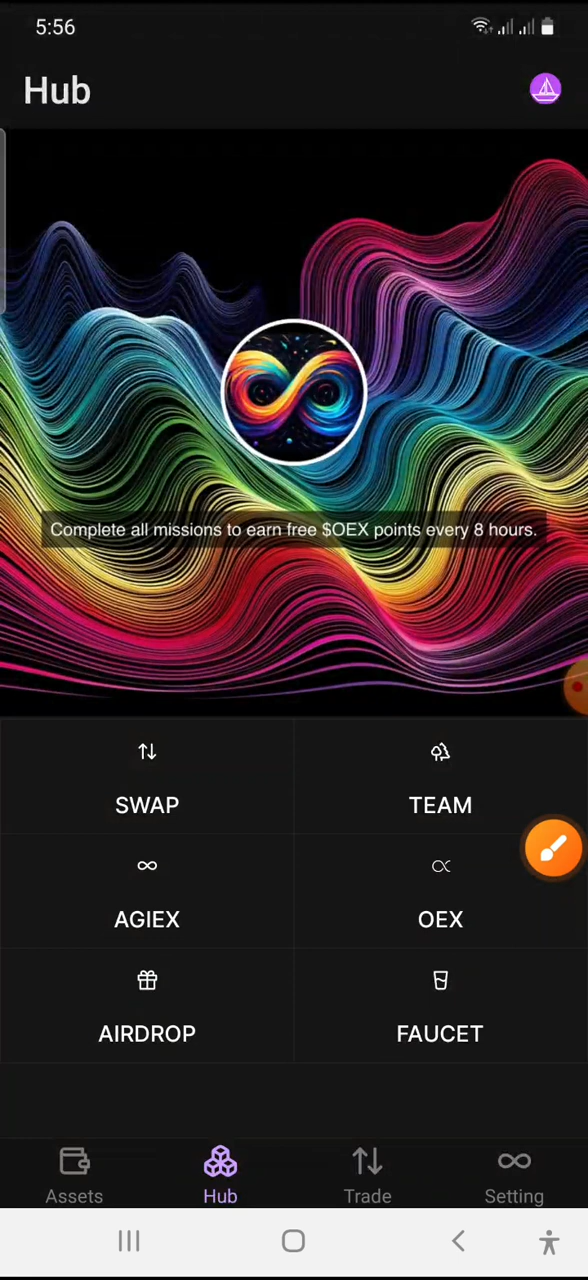 5:56
Hub
Complete all missions to earn free $OEX points every 8 hours.
SWAP
TEAM
AGIEX
OEX
AIRDROP
FAUCET
Assets
Hub
Trade
Setting